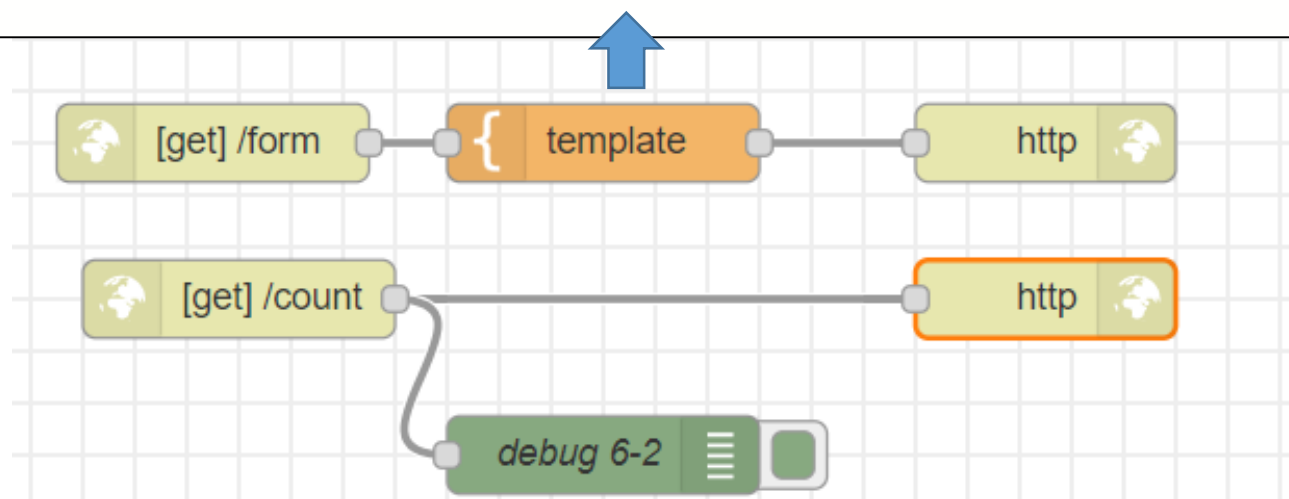 [get] /form
template
http
[get] /count
http
debug 6-2